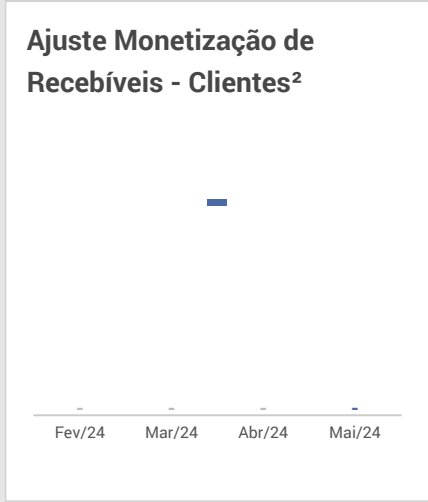 Ajuste Monetização de
Recebíveis - Clientes²
- - - -
Fev/24 Mar/24 Abr/24 Mai/24